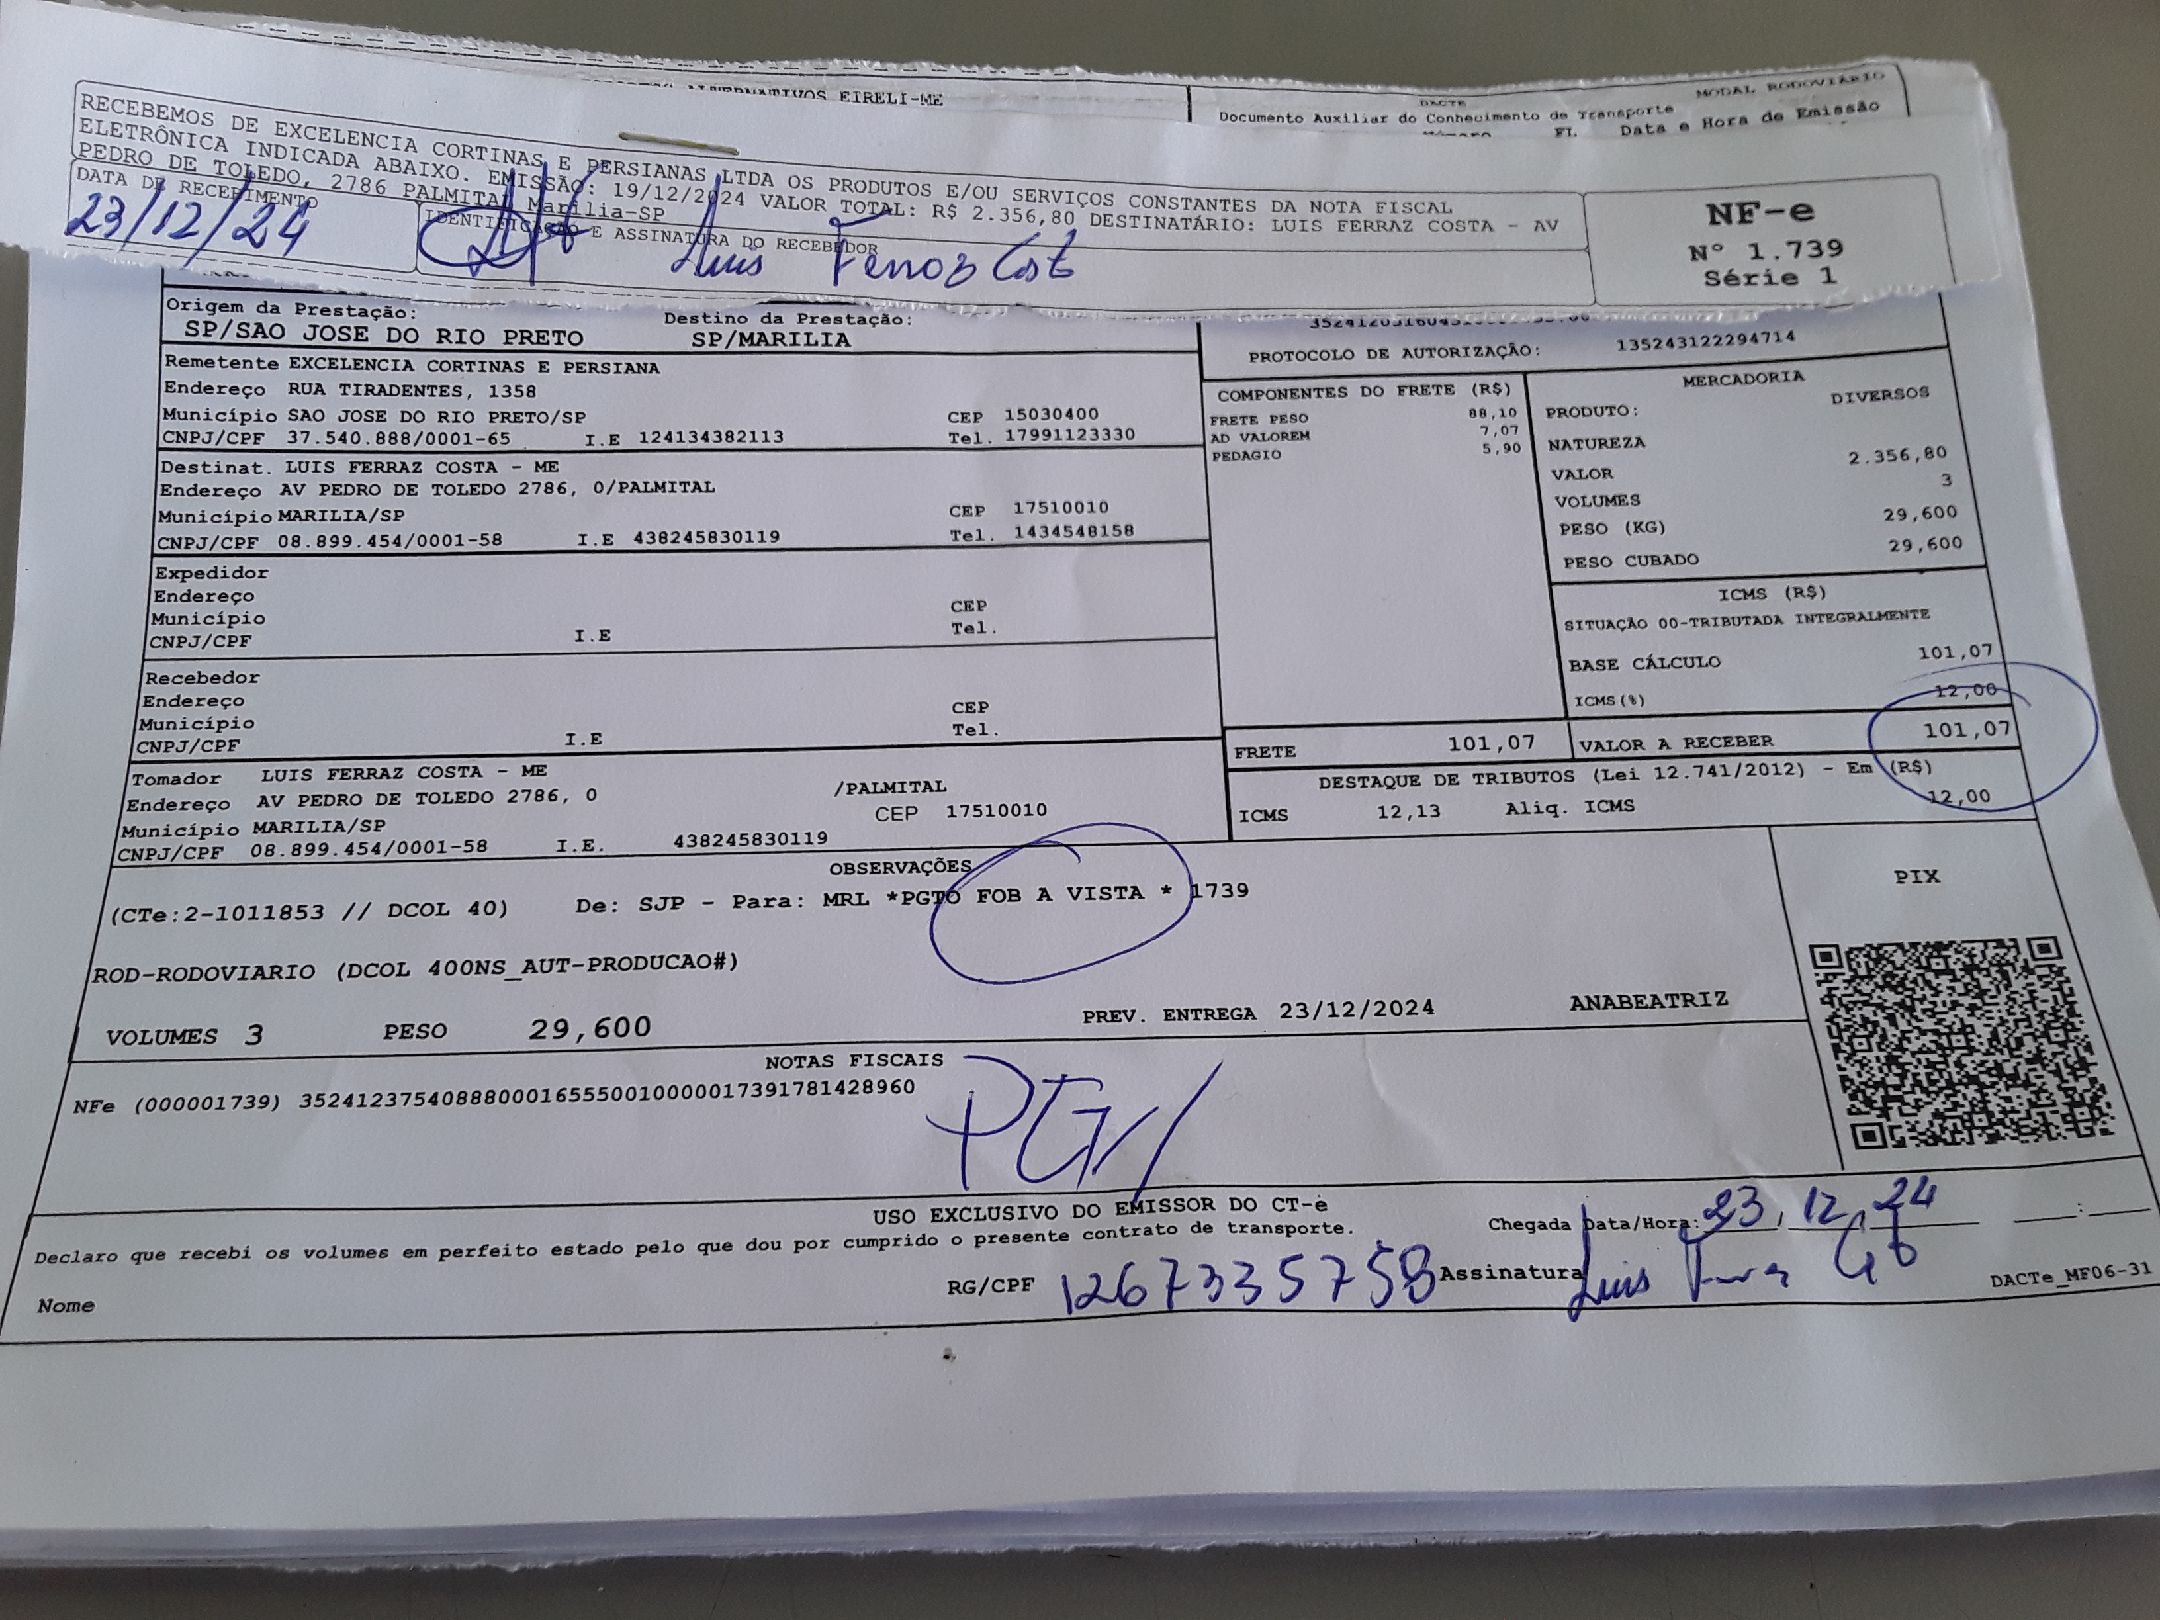 ALTERNATIVOS EIRELI-ME
DACTE
MODAL RODOVIÁRIO
Documento Auxiliar do Conhecimento de Transporte
FL Data e Hora de Emissão
RECEBEMOS DE EXCELENCIA CORTINAS E PERSIANAS LTDA OS PRODUTOS E/OU SERVIÇOS CONSTANTES DA NOTA FISCAL
ELETRÔNICA INDICADA ABAIXO. EMISSÃO: 19/12/2024 VALOR TOTAL: R$ 2.356,80 DESTINATÁRIO: LUIS FERRAZ COSTA - AV
PEDRO DE TOLEDO, 2786 PALMITAL Marilia-SP
DATA DE RECEBIMENTO
IDENTIFICAÇÃO E ASSINATURA DO RECEBEDOR
23/12/24
Luis Ferraz Costa
NF-e
Nº 1.739
Série 1
Origem da Prestação:
SP/SAO JOSE DO RIO PRETO
Destino da Prestação:
SP/MARILIA
PROTOCOLO DE AUTORIZAÇÃO: 135243122294714
Remetente EXCELENCIA CORTINAS E PERSIANA
Endereço RUA TIRADENTES, 1358
Município SAO JOSE DO RIO PRETO/SP CEP 15030400
CNPJ/CPF 37.540.888/0001-65 I.E 124134382113 Tel. 17991123330
Destinat. LUIS FERRAZ COSTA - ME
Endereço AV PEDRO DE TOLEDO 2786, 0/PALMITAL
Município MARILIA/SP CEP 17510010
CNPJ/CPF 08.899.454/0001-58 I.E 438245830119 Tel. 1434548158
Expedidor
Endereço
Município CEP
CNPJ/CPF I.E Tel.
Recebedor
Endereço
Município CEP
CNPJ/CPF I.E Tel.
Tomador LUIS FERRAZ COSTA - ME
Endereço AV PEDRO DE TOLEDO 2786, 0 /PALMITAL
Município MARILIA/SP CEP 17510010
CNPJ/CPF 08.899.454/0001-58 I.E. 438245830119
COMPONENTES DO FRETE (R$)
FRETE PESO 88,10
AD VALOREM 7,07
PEDAGIO 5,90
MERCADORIA
PRODUTO: DIVERSOS
NATUREZA
VALOR 2.356,80
VOLUMES 3
PESO (KG) 29,600
PESO CUBADO 29,600
ICMS (R$)
SITUAÇÃO 00-TRIBUTADA INTEGRALMENTE
BASE CÁLCULO 101,07
ICMS(%) 12,00
FRETE 101,07
VALOR A RECEBER 101,07
DESTAQUE DE TRIBUTOS (Lei 12.741/2012) - Em (R$)
ICMS 12,13 Aliq. ICMS 12,00
OBSERVAÇÕES
(CTe:2-1011853 // DCOL 40) De: SJP - Para: MRL *PGTO FOB A VISTA * 1739
ROD-RODOVIARIO (DCOL 400NS_AUT-PRODUCAO#)
VOLUMES 3 PESO 29,600 PREV. ENTREGA 23/12/2024 ANABEATRIZ
PIX
NOTAS FISCAIS
NFe (000001739) 35241237540888000165550010000017391781428960
USO EXCLUSIVO DO EMISSOR DO CT-e
Declaro que recebi os volumes em perfeito estado pelo que dou por cumprido o presente contrato de transporte.
Chegada Data/Hora: 23/12/24
Nome
RG/CPF 1267335758
Assinatura Luis
DACTe_MF06-31